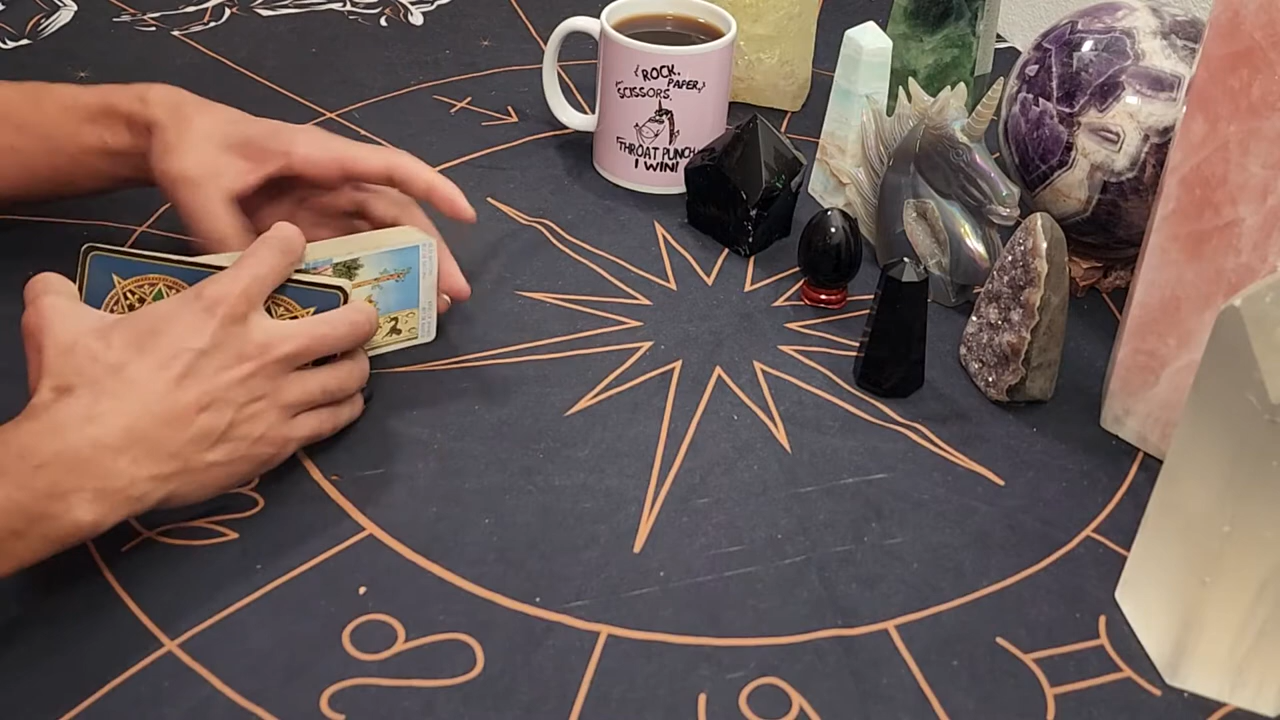 ROCK,
PAPER,
SCISSORS,
THROAT PUNCH
I WIN!